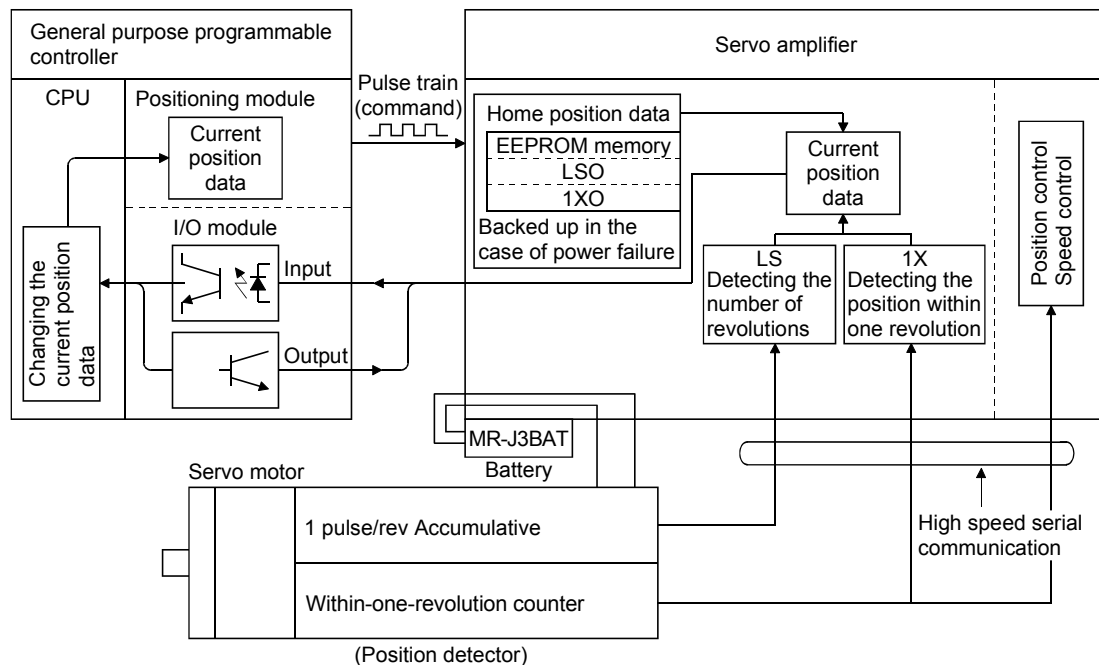 General purpose programmable
controller
CPU
Positioning module
Current
position
data
I/O module
Input
Output
Changing the
current position
data
Pulse train
(command)
Servo amplifier
Home position data
EEPROM memory
LSO
1XO
Backed up in the
case of power failure
Current
position
data
LS
Detecting the
number of
revolutions
1X
Detecting the
position within
one revolution
Position control
Speed control
MR-J3BAT
Battery
Servo motor
1 pulse/rev Accumulative
Within-one-revolution counter
(Position detector)
High speed serial
communication